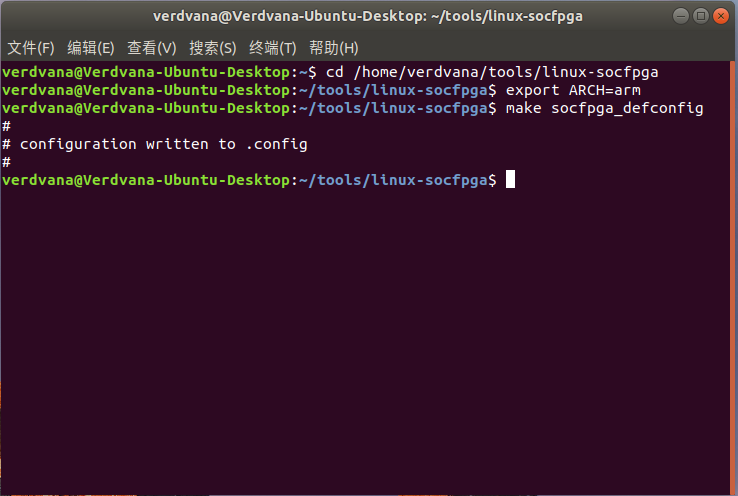 verdvana@Verdvana-Ubuntu-Desktop: ~/tools/linux-socfpga
文件(F) 编辑(E) 查看(V) 搜索(S) 终端(T) 帮助(H)
verdvana@Verdvana-Ubuntu-Desktop:~$ cd /home/verdvana/tools/linux-socfpga
verdvana@Verdvana-Ubuntu-Desktop:~/tools/linux-socfpga$ export ARCH=arm
verdvana@Verdvana-Ubuntu-Desktop:~/tools/linux-socfpga$ make socfpga_defconfig
#
# configuration written to .config
#
verdvana@Verdvana-Ubuntu-Desktop:~/tools/linux-socfpga$